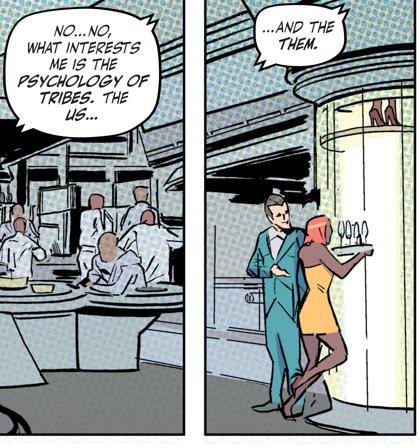 NO...NO,
WHAT INTERESTS
ME IS THE
PSYCHOLOGY OF
TRIBES. THE
US...
...AND THE
THEM.